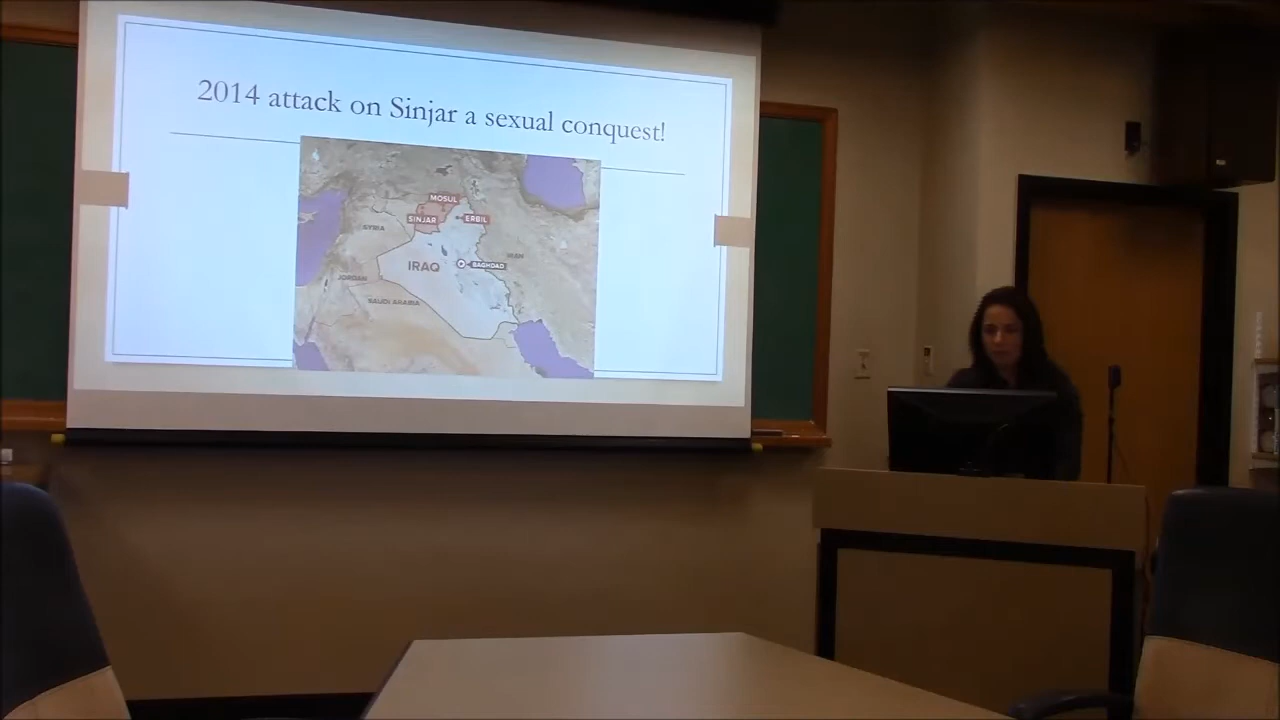 2014 attack on Sinjar a sexual conquest!
MOSUL
SINJAR
ERBIL
SYRIA
IRAN
IRAQ
BAGHDAD
JORDAN
SAUDI ARABIA